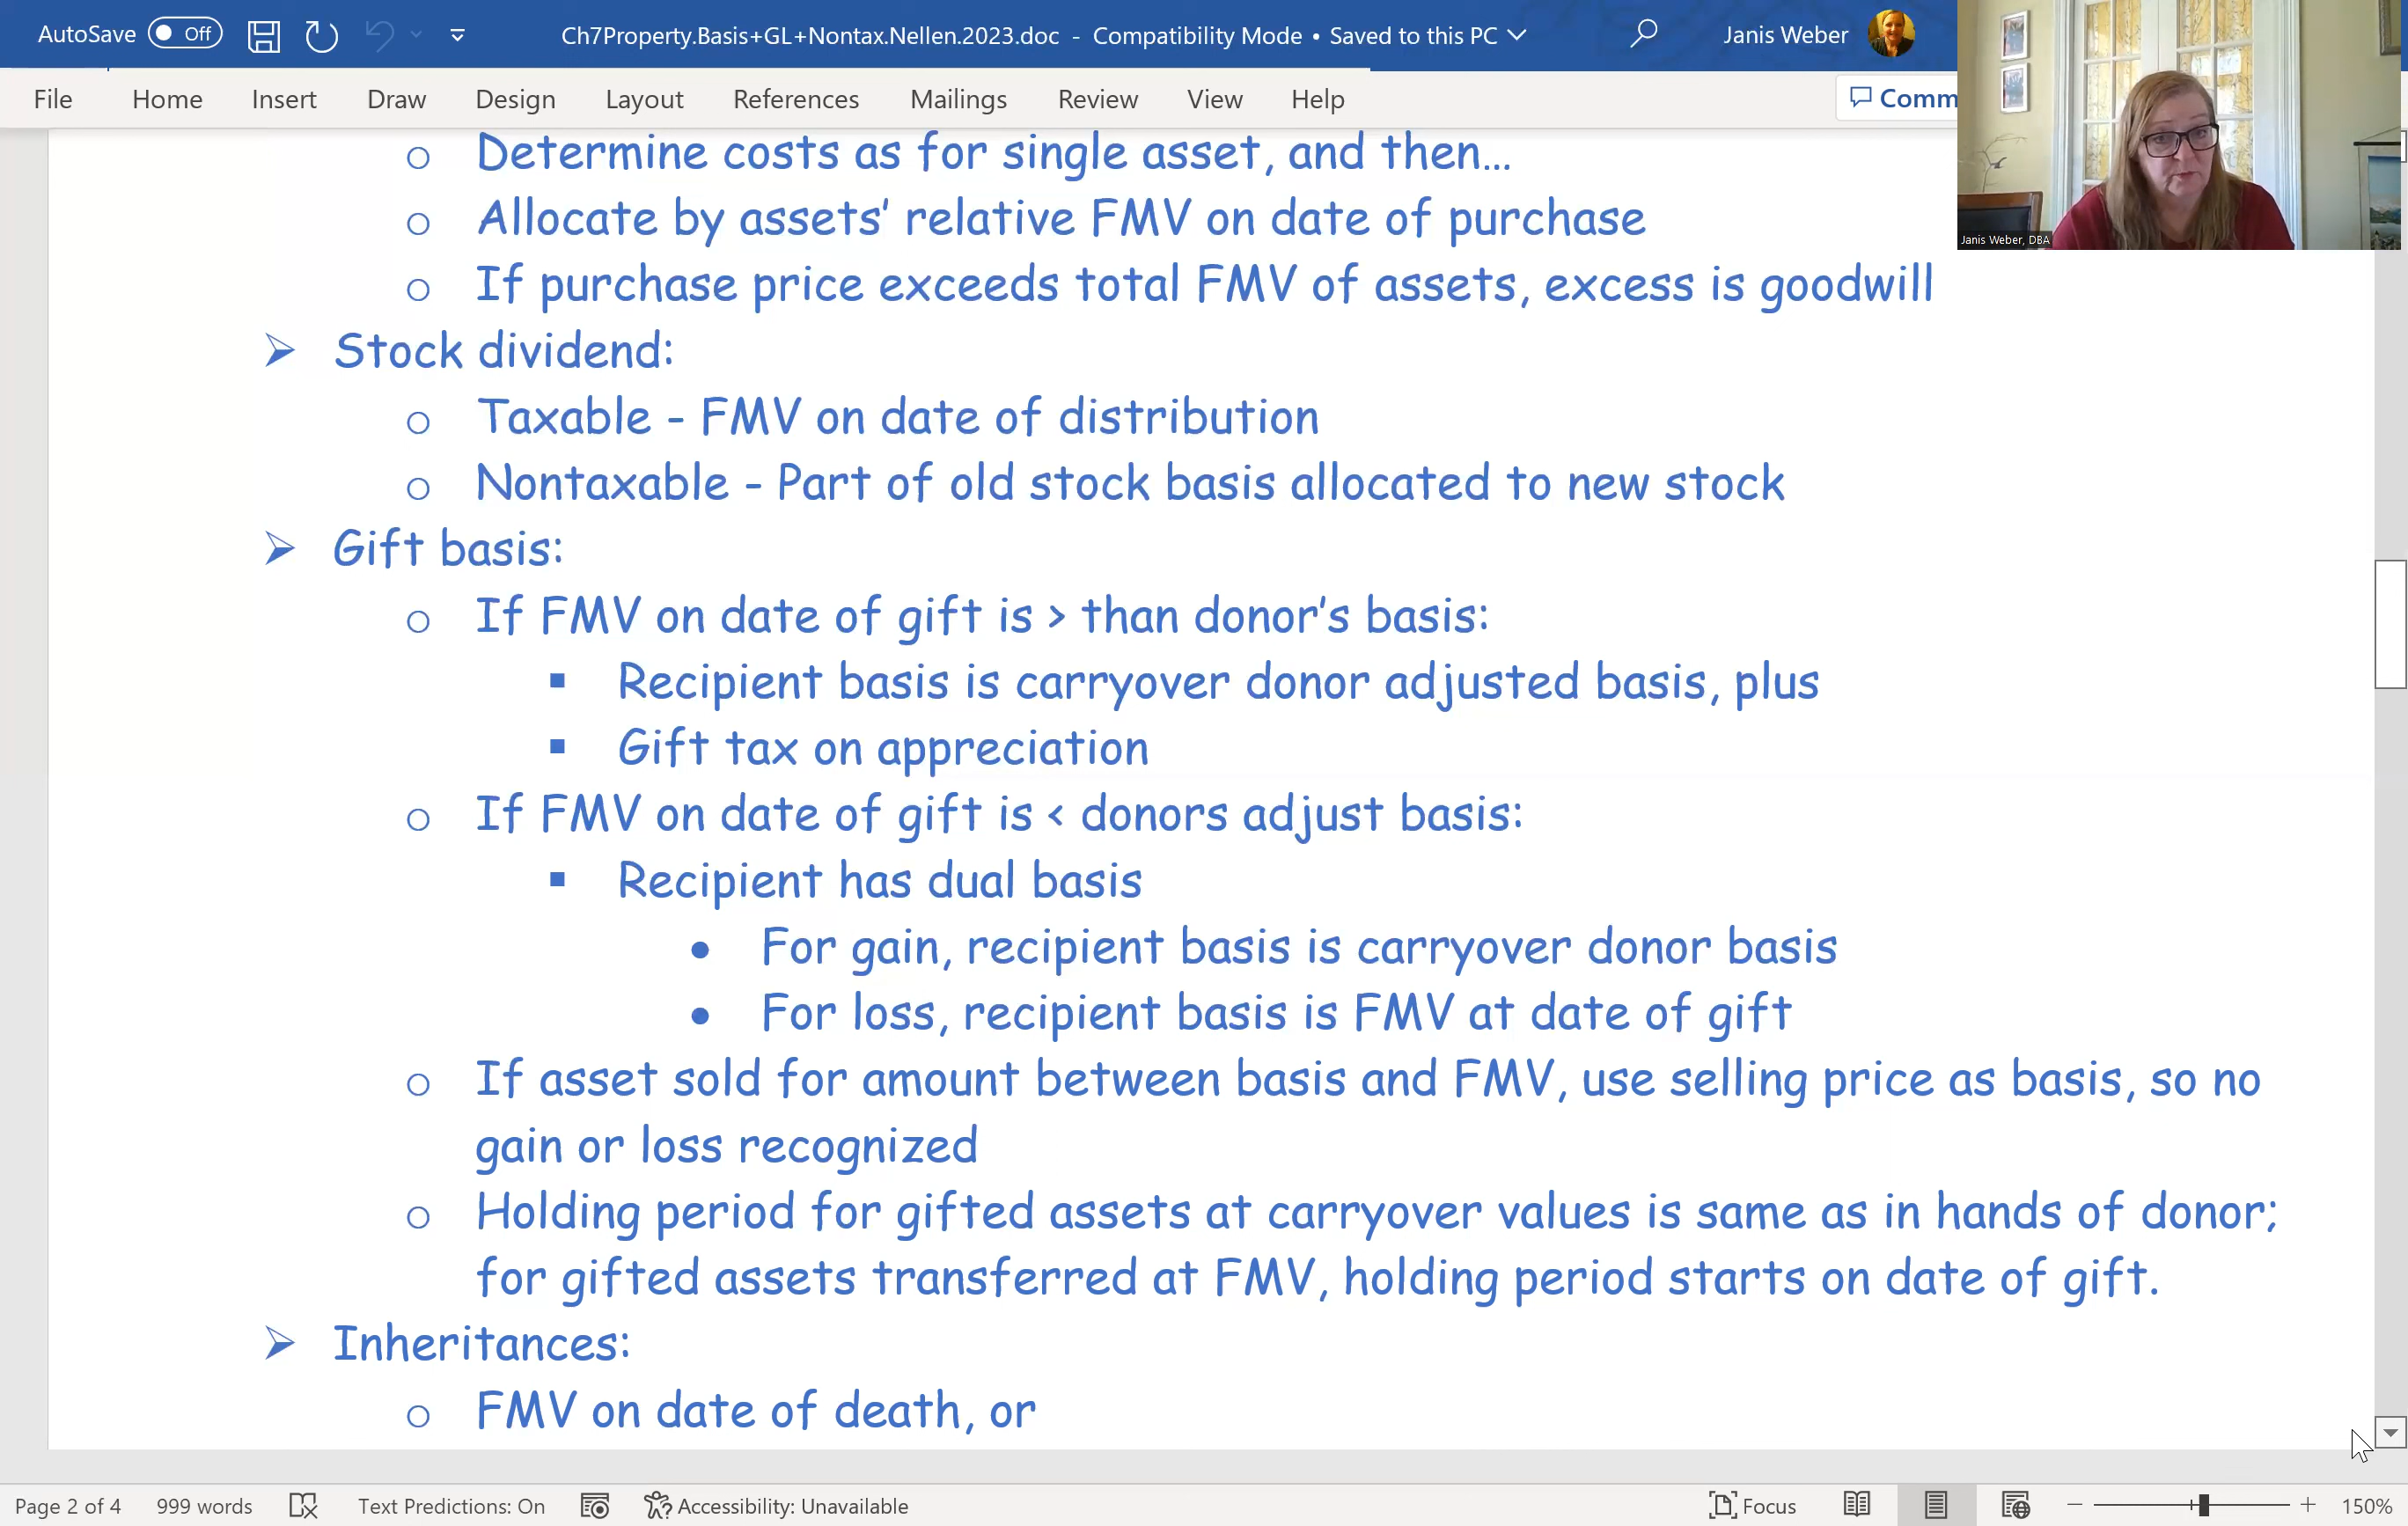 AutoSave Off Ch7Property.Basis+GL+Nontax.Nellen.2023.doc - Compatibility Mode • Saved to this PC Janis Weber
File Home Insert Draw Design Layout References Mailings Review View Help Comm
Janis Weber, DBA
o Determine costs as for single asset, and then...
o Allocate by assets’ relative FMV on date of purchase
o If purchase price exceeds total FMV of assets, excess is goodwill
➢ Stock dividend:
o Taxable - FMV on date of distribution
o Nontaxable - Part of old stock basis allocated to new stock
➢ Gift basis:
o If FMV on date of gift is > than donor’s basis:
▪ Recipient basis is carryover donor adjusted basis, plus
▪ Gift tax on appreciation
o If FMV on date of gift is < donors adjust basis:
▪ Recipient has dual basis
• For gain, recipient basis is carryover donor basis
• For loss, recipient basis is FMV at date of gift
o If asset sold for amount between basis and FMV, use selling price as basis, so no
gain or loss recognized
o Holding period for gifted assets at carryover values is same as in hands of donor;
for gifted assets transferred at FMV, holding period starts on date of gift.
➢ Inheritances:
o FMV on date of death, or
Page 2 of 4 999 words Text Predictions: On Accessibility: Unavailable Focus 150%